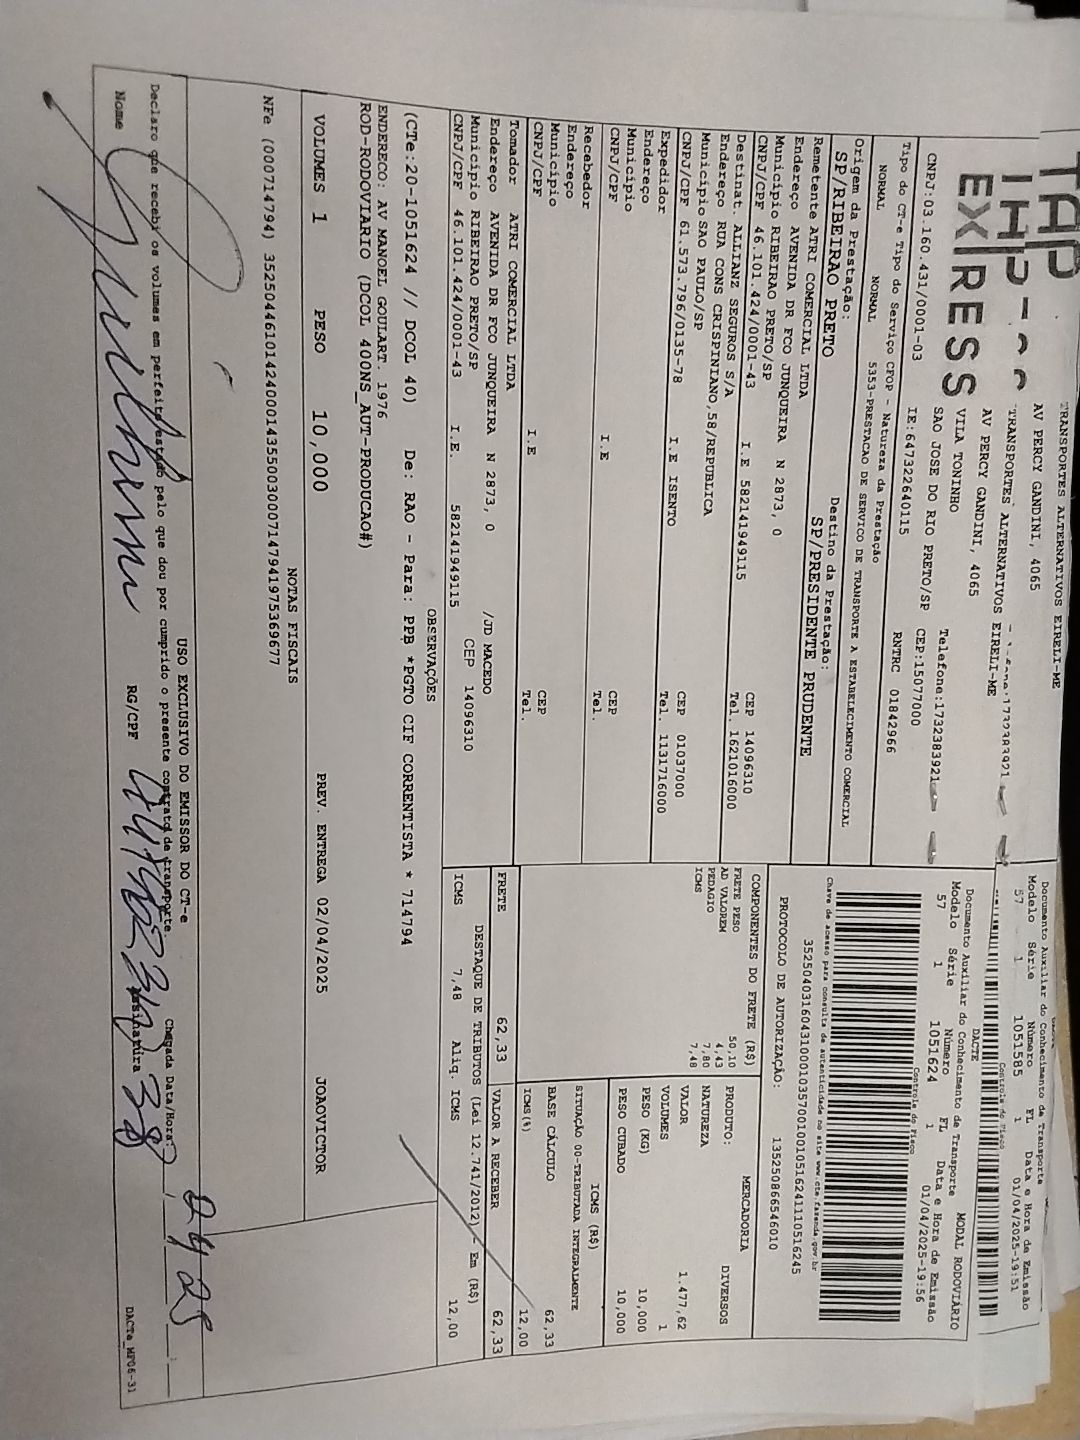 TRANSPORTES ALTERNATIVOS EIRELI-ME
AV PERCY GANDINI, 4065
Documento Auxiliar do Conhecimento de Transporte
Modelo Série Número FL Data e Hora de Emissão
57 1 1051585 1 01/04/2025-19:51
Controle do Fisco
TRANSPORTES ALTERNATIVOS EIRELI-ME
AV PERCY GANDINI, 4065
VILA TONINHO
SAO JOSE DO RIO PRETO/SP Telefone:1732383921
CNPJ:03.160.431/0001-03 IE:647322640115 CEP:15077000
RNTRC 01842966
EXPRESS
DACTE MODAL RODOVIÁRIO
Documento Auxiliar do Conhecimento de Transporte
Modelo Série Número FL Data e Hora de Emissão
57 1 1051624 1 01/04/2025-19:56
Controle do Fisco
Tipo do CT-e Tipo do Serviço CFOP - Natureza da Prestação
NORMAL NORMAL 5353-PRESTACAO DE SERVICO DE TRANSPORTE A ESTABELECIMENTO COMERCIAL
Chave de acesso para consulta de autenticidade no site www.cte.fazenda.gov.br
35250403160431000103570010010516241110516245
Origem da Prestação: Destino da Prestação:
SP/RIBEIRAO PRETO SP/PRESIDENTE PRUDENTE
PROTOCOLO DE AUTORIZAÇÃO: 135250866546010
Remetente ATRI COMERCIAL LTDA
Endereço AVENIDA DR FCO JUNQUEIRA N 2873, 0
Município RIBEIRAO PRETO/SP CEP 14096310
CNPJ/CPF 46.101.424/0001-43 I.E 582141949115 Tel. 1621016000
Destinat. ALLIANZ SEGUROS S/A
Endereço RUA CONS CRISPINIANO,58/REPUBLICA
Município SAO PAULO/SP CEP 01037000
CNPJ/CPF 61.573.796/0135-78 I.E ISENTO Tel. 1131716000
Expedidor
Endereço
Município CEP
CNPJ/CPF I.E Tel.
Recebedor
Endereço
Município CEP
CNPJ/CPF I.E Tel.
Tomador ATRI COMERCIAL LTDA
Endereço AVENIDA DR FCO JUNQUEIRA N 2873, 0 /JD MACEDO
Município RIBEIRAO PRETO/SP CEP 14096310
CNPJ/CPF 46.101.424/0001-43 I.E. 582141949115
COMPONENTES DO FRETE (R$)
FRETE PESO 50,10
AD VALOREM 4,43
PEDAGIO 7,80
ICMS 7,48
MERCADORIA
PRODUTO: DIVERSOS
NATUREZA
VALOR 1.477,62
VOLUMES 1
PESO (KG) 10,000
PESO CUBADO 10,000
ICMS (R$)
SITUAÇÃO 00-TRIBUTADA INTEGRALMENTE
BASE CÁLCULO 62,33
ICMS(%) 12,00
FRETE 62,33 VALOR A RECEBER 62,33
DESTAQUE DE TRIBUTOS (Lei 12.741/2012) - Em (R$)
ICMS 7,48 Aliq. ICMS 12,00
OBSERVAÇÕES
(CTe:20-1051624 // DCOL 40) De: RAO - Para: PPB *PGTO CIF CORRENTISTA * 714794
ENDERECO: AV MANOEL GOULART. 1976
ROD-RODOVIARIO (DCOL 400NS_AUT-PRODUCAO#)
VOLUMES 1 PESO 10,000 PREV. ENTREGA 02/04/2025 JOAOVICTOR
NOTAS FISCAIS
NFe (000714794) 35250446101424000143550030007147941975369677
USO EXCLUSIVO DO EMISSOR DO CT-e
Declaro que recebi os volumes em perfeito estado pelo que dou por cumprido o presente contrato de transporte.
Chegada Data/Hora:
Nome RG/CPF Assinatura
DACTe_MF06-31